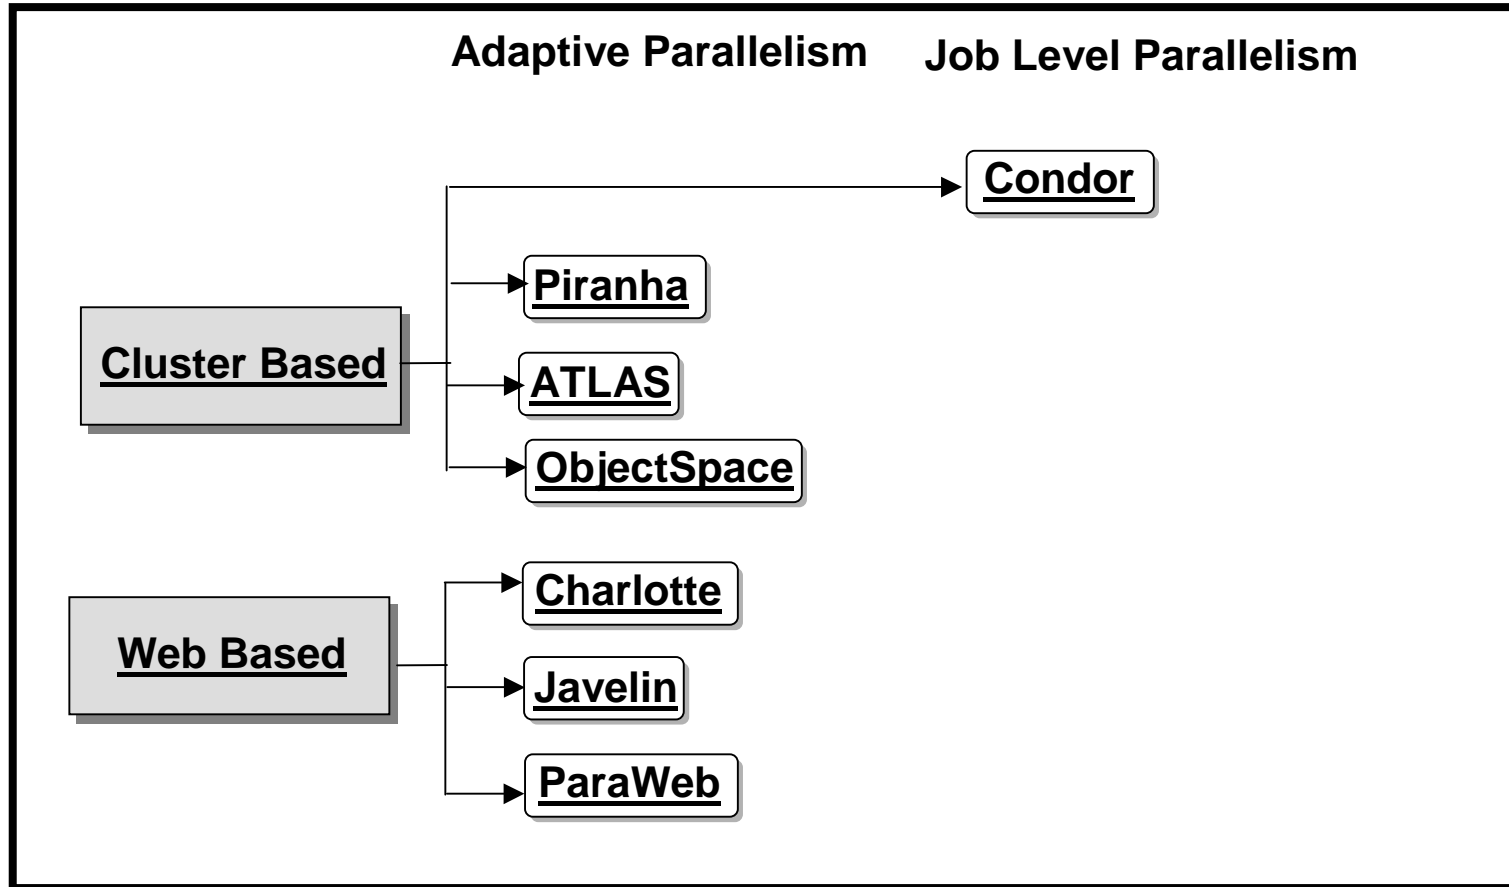 Adaptive Parallelism
Job Level Parallelism
Condor
Piranha
Cluster Based
ATLAS
ObjectSpace
Charlotte
Web Based
Javelin
ParaWeb